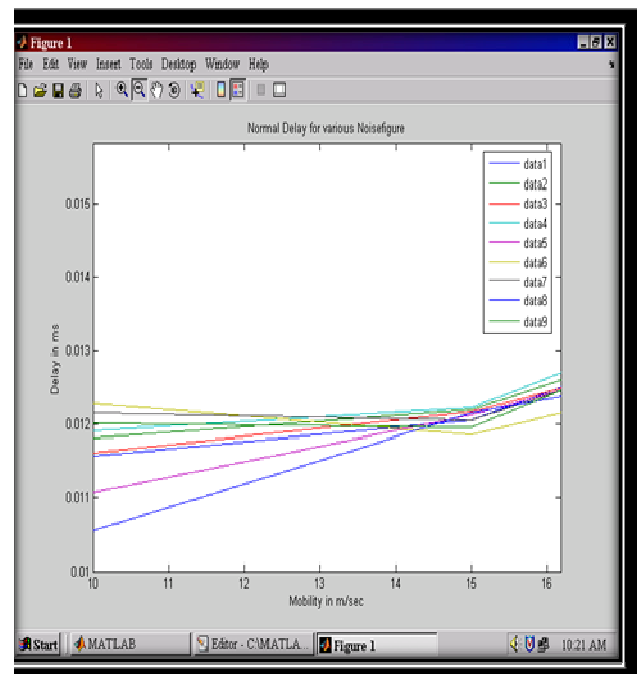 Figure 1
File Edit View Insert Tools Desktop Window Help
Normal Delay for various Noisefigure
data1
data2
data3
data4
data5
data6
data7
data8
data9
0.015
0.014
0.013
0.012
0.011
0.01
Delay in ms
10 11 12 13 14 15 16
Mobility in m/sec
Start MATLAB Editor - C:\MATLA... Figure 1 10:21 AM